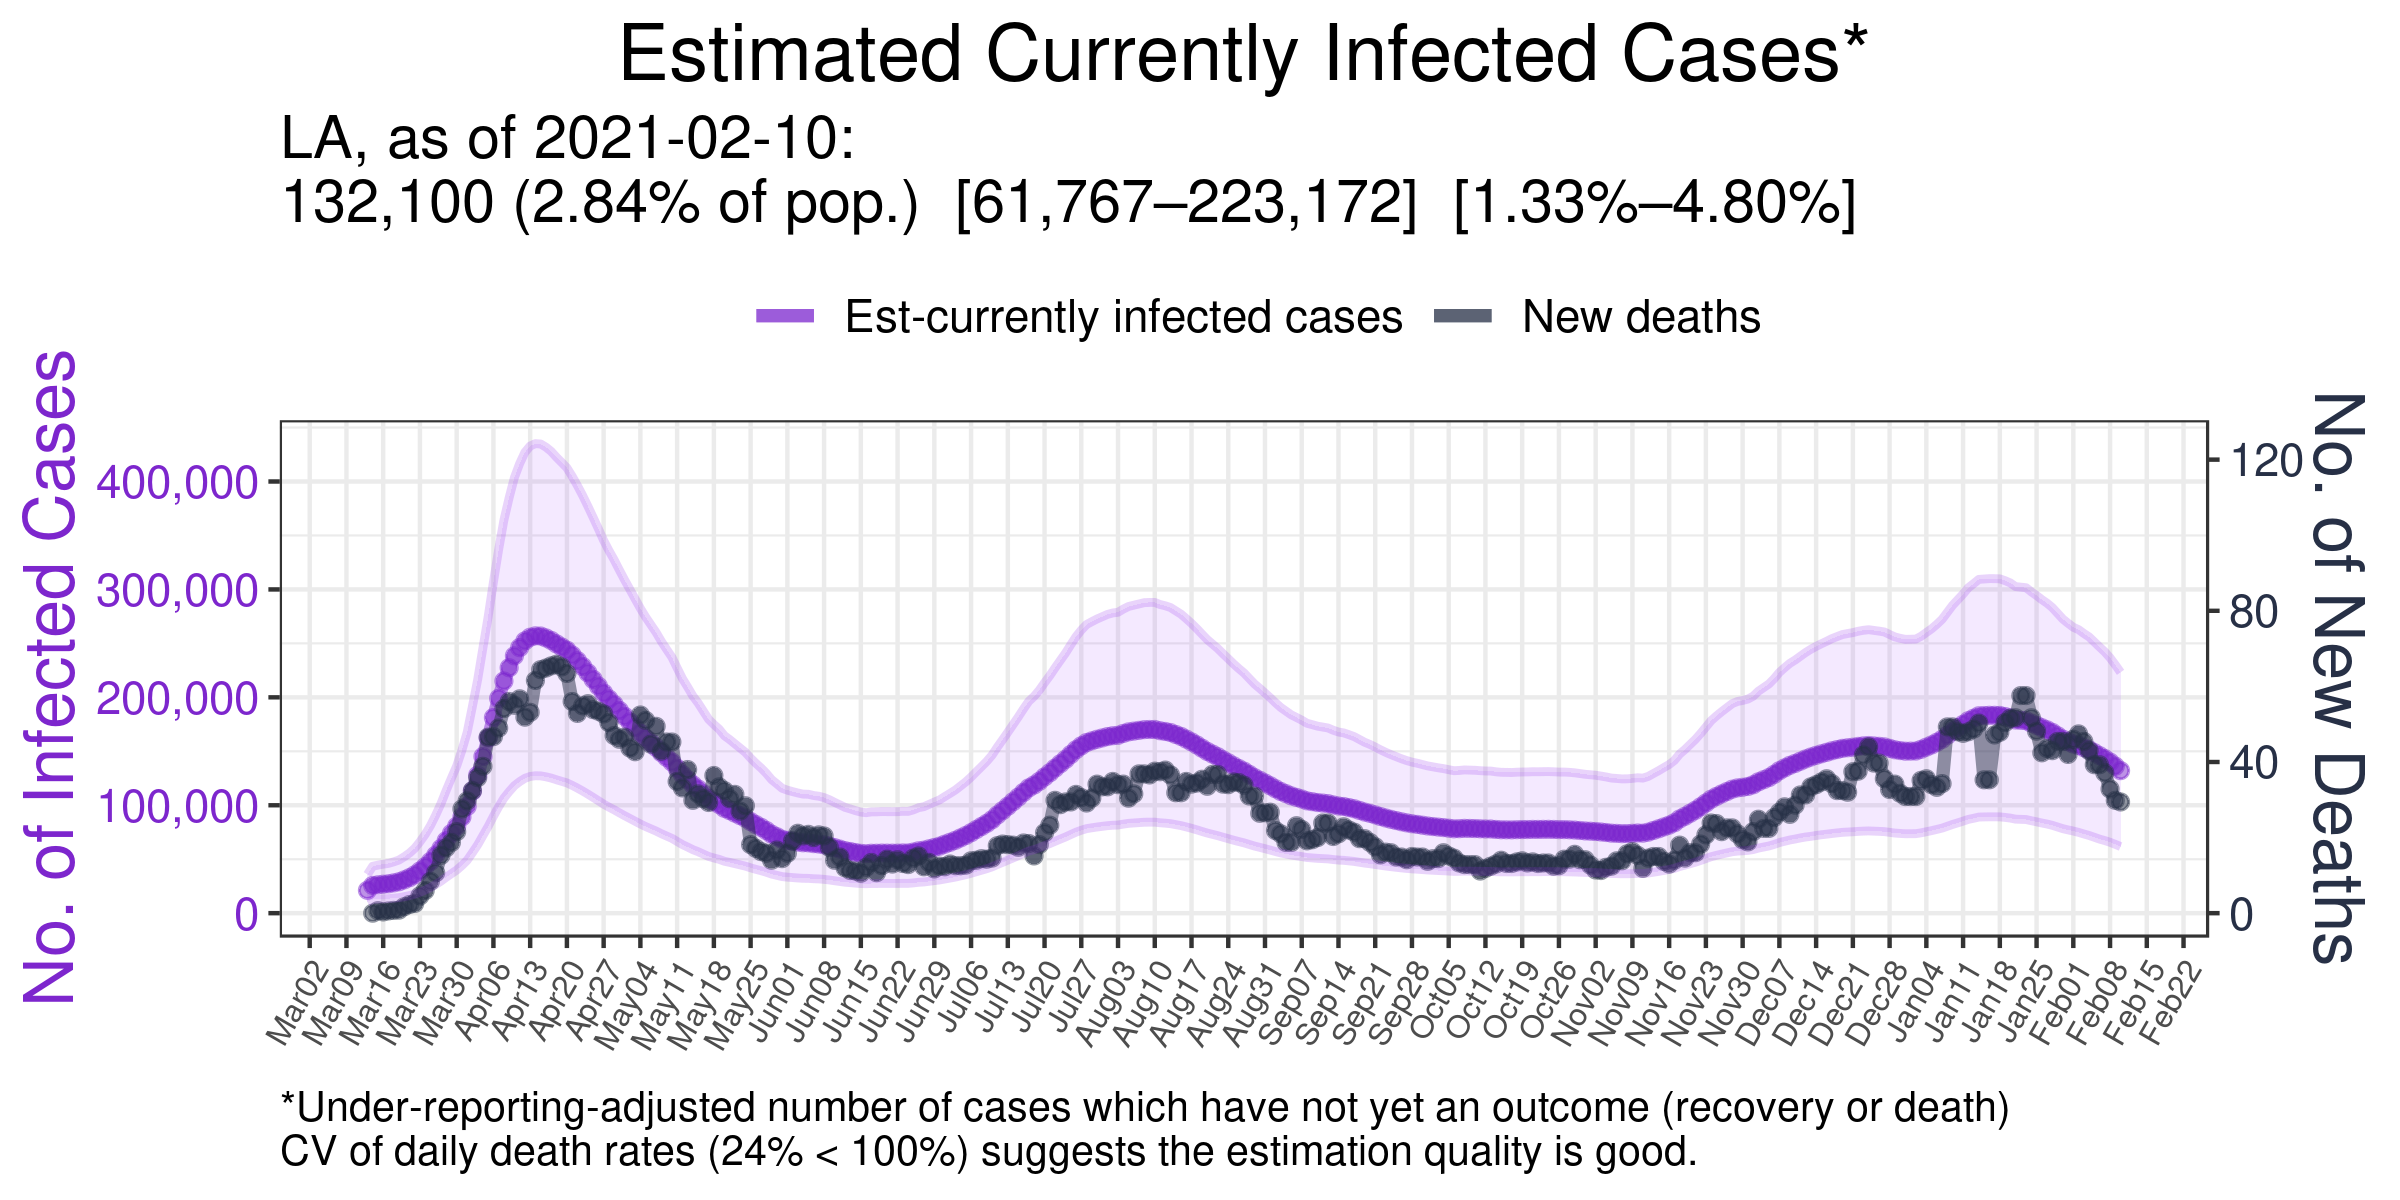 Estimated Currently Infected Cases*
LA, as of 2021-02-10:
132,100 (2.84% of pop.)  [61,767–223,172]  [1.33%–4.80%]
Est-currently infected cases
New deaths
No. of Infected Cases
400,000
300,000
200,000
100,000
0
120
80
40
0
No. of New Deaths
Mar02
Mar09
Mar16
Mar23
Mar30
Apr06
Apr13
Apr20
Apr27
May04
May11
May18
May25
Jun01
Jun08
Jun15
Jun22
Jun29
Jul06
Jul13
Jul20
Jul27
Aug03
Aug10
Aug17
Aug24
Aug31
Sep07
Sep14
Sep21
Sep28
Oct05
Oct12
Oct19
Oct26
Nov02
Nov09
Nov16
Nov23
Nov30
Dec07
Dec14
Dec21
Dec28
Jan04
Jan11
Jan18
Jan25
Feb01
Feb08
Feb15
Feb22
*Under-reporting-adjusted number of cases which have not yet an outcome (recovery or death)
CV of daily death rates (24% < 100%) suggests the estimation quality is good.